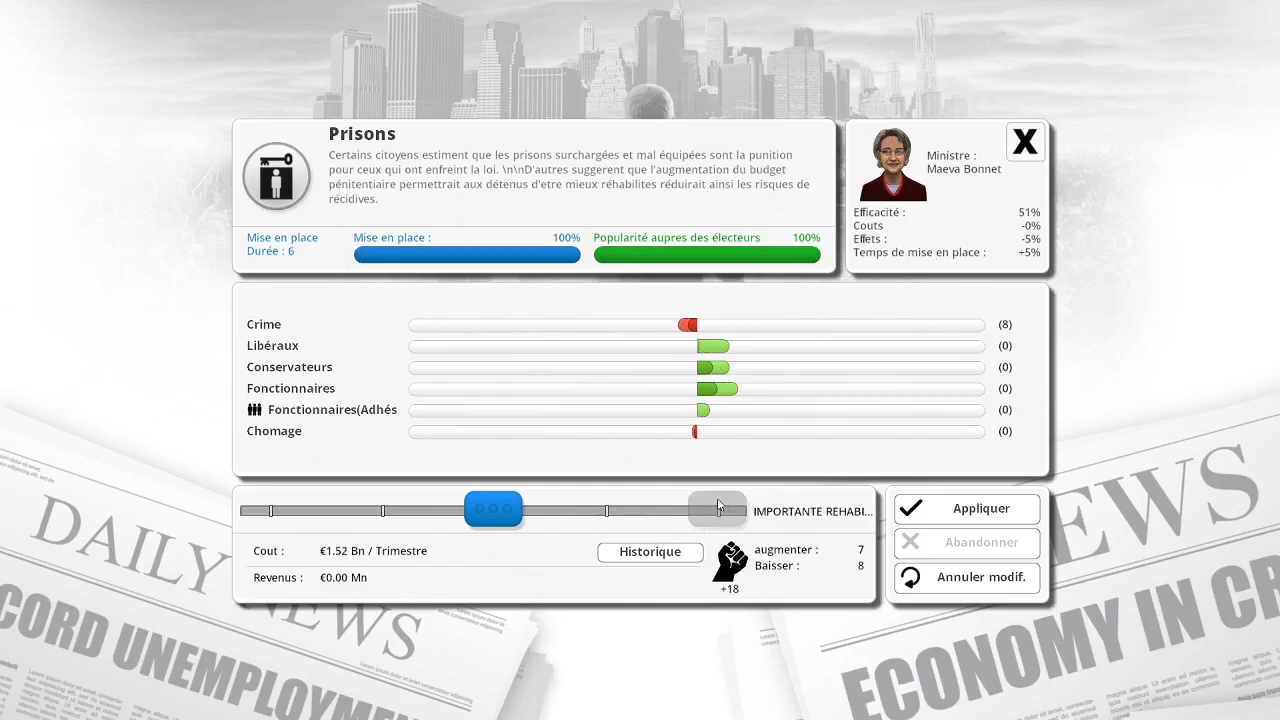 Prisons
Certains citoyens estiment que les prisons surchargées et mal équipées sont la punition
pour ceux qui ont enfreint la loi. \n\nD'autres suggerent que l'augmentation du budget
pénitentiaire permettrait aux détenus d'etre mieux réhabilites réduirait ainsi les risques de
récidives.
Mise en place
Durée : 6
Mise en place : 100%
Popularité aupres des électeurs 100%
X
Ministre :
Maeva Bonnet
Efficacité : 51%
Couts -0%
Effets : -5%
Temps de mise en place : +5%
Crime (8)
Libéraux (0)
Conservateurs (0)
Fonctionnaires (0)
Fonctionnaires(Adhés (0)
Chomage (0)
IMPORTANTE REHABI...
Cout : €1.52 Bn / Trimestre
Revenus : €0.00 Mn
Historique
+18
augmenter : 7
Baisser : 8
Appliquer
Abandonner
Annuler modif.
DAILY NEWS
CORD UNEMPLOYME
EWS
ECONOMY IN CR